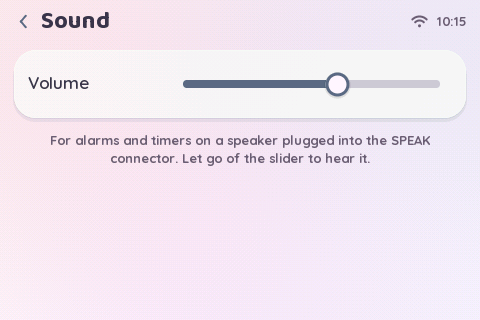 Sound
10:15
Volume
For alarms and timers on a speaker plugged into the SPEAK
connector. Let go of the slider to hear it.